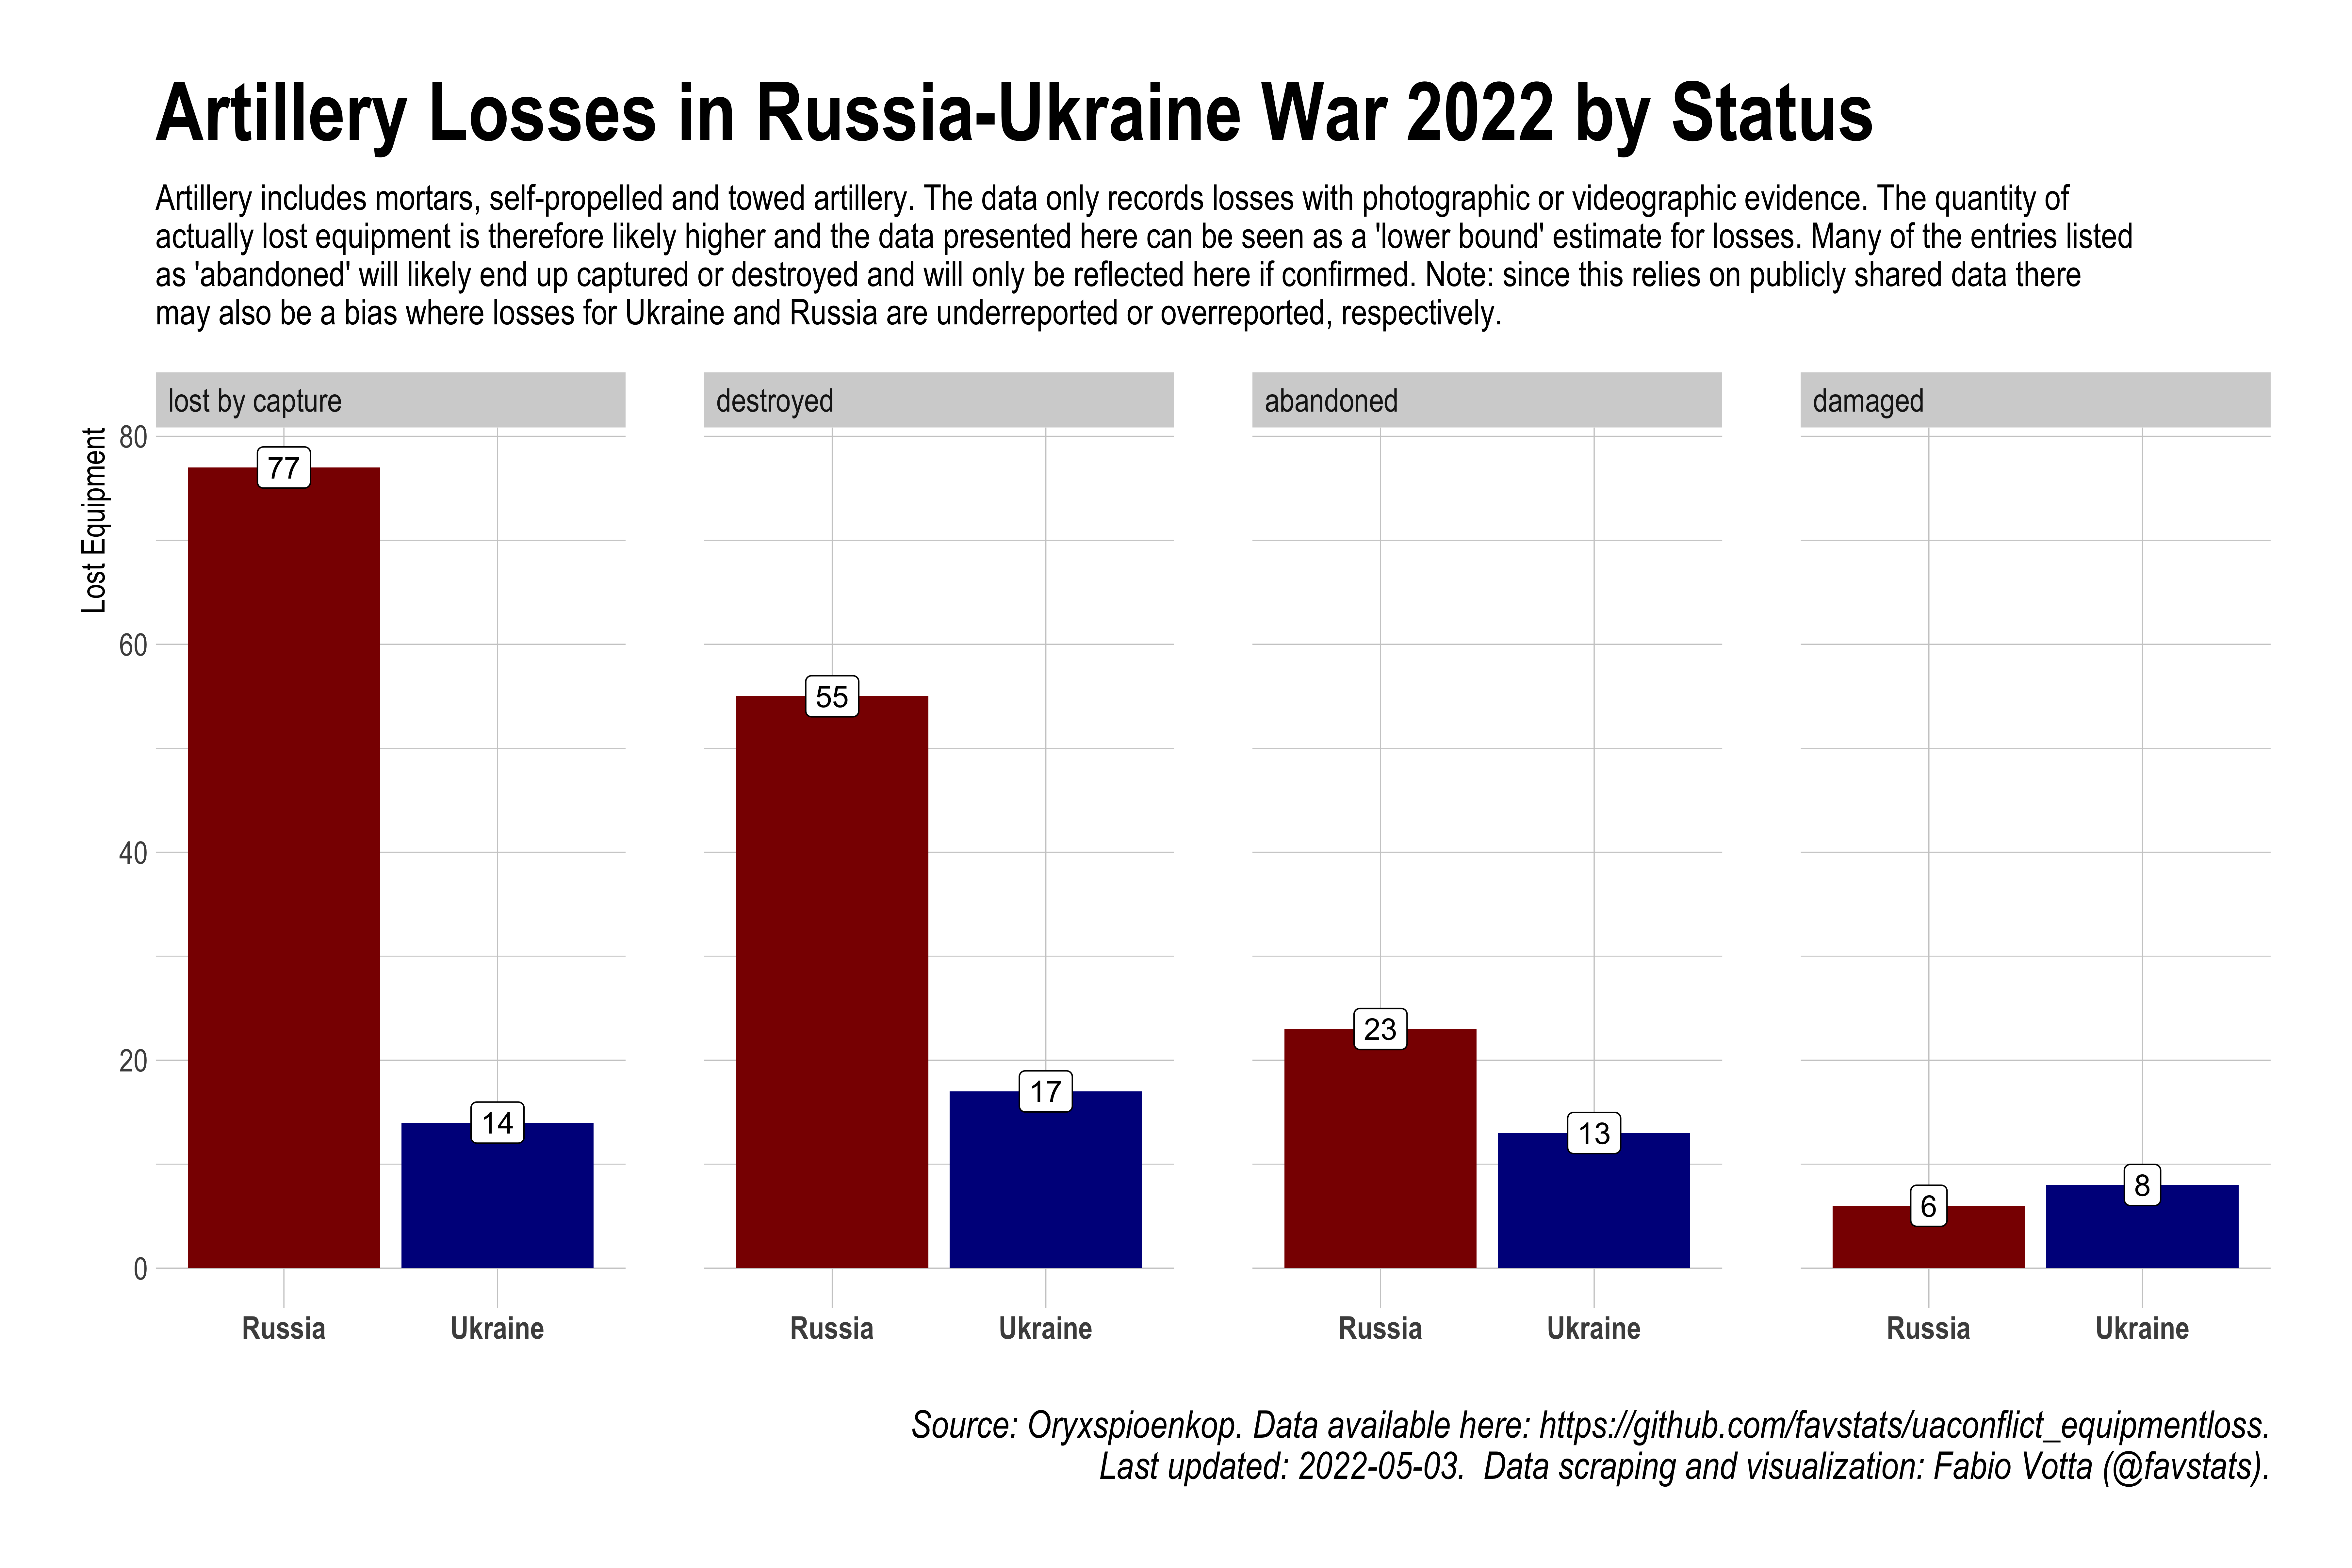 Artillery Losses in Russia-Ukraine War 2022 by Status
Artillery includes mortars, self-propelled and towed artillery. The data only records losses with photographic or videographic evidence. The quantity of
actually lost equipment is therefore likely higher and the data presented here can be seen as a 'lower bound' estimate for losses. Many of the entries listed
as 'abandoned' will likely end up captured or destroyed and will only be reflected here if confirmed. Note: since this relies on publicly shared data there
may also be a bias where losses for Ukraine and Russia are underreported or overreported, respectively.
Lost Equipment
80
60
40
20
0
lost by capture
77
14
Russia
Ukraine
destroyed
55
17
Russia
Ukraine
abandoned
23
13
Russia
Ukraine
damaged
6
8
Russia
Ukraine
Source: Oryxspioenkop. Data available here: https://github.com/favstats/uaconflict_equipmentloss.
Last updated: 2022-05-03.  Data scraping and visualization: Fabio Votta (@favstats).